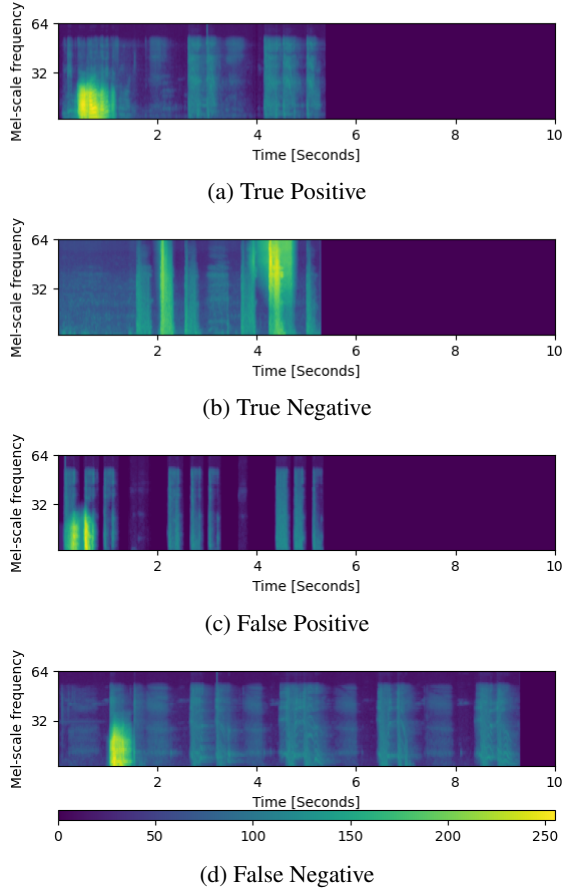 64
32
Mel-scale frequency
2 4 6 8 10
Time [Seconds]
(a) True Positive
64
32
Mel-scale frequency
2 4 6 8 10
Time [Seconds]
(b) True Negative
64
32
Mel-scale frequency
2 4 6 8 10
Time [Seconds]
(c) False Positive
64
32
Mel-scale frequency
2 4 6 8 10
Time [Seconds]
0 50 100 150 200 250
(d) False Negative